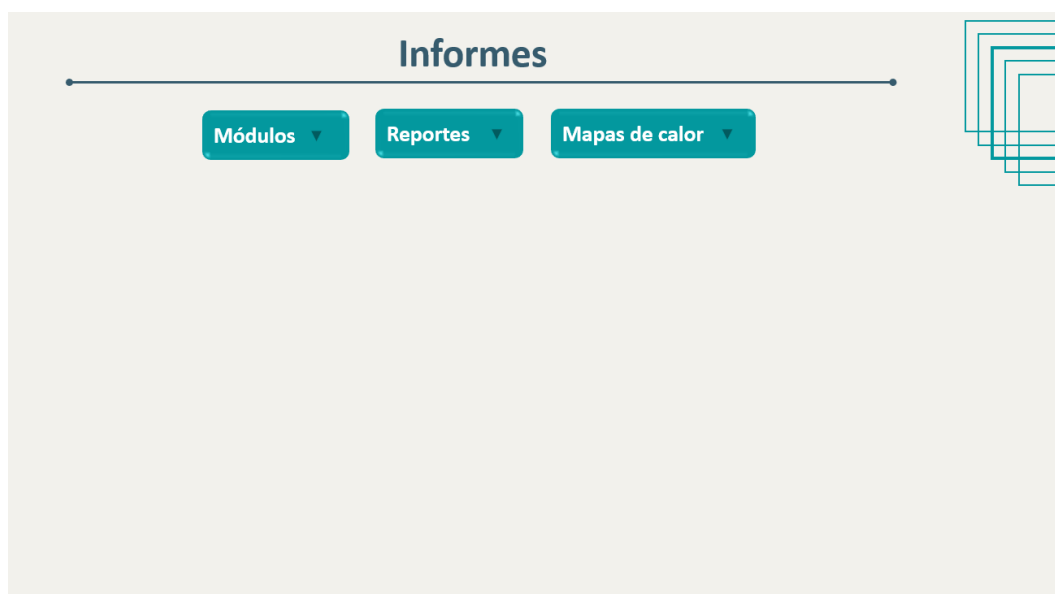 Informes
Módulos ▼ Reportes ▼ Mapas de calor ▼